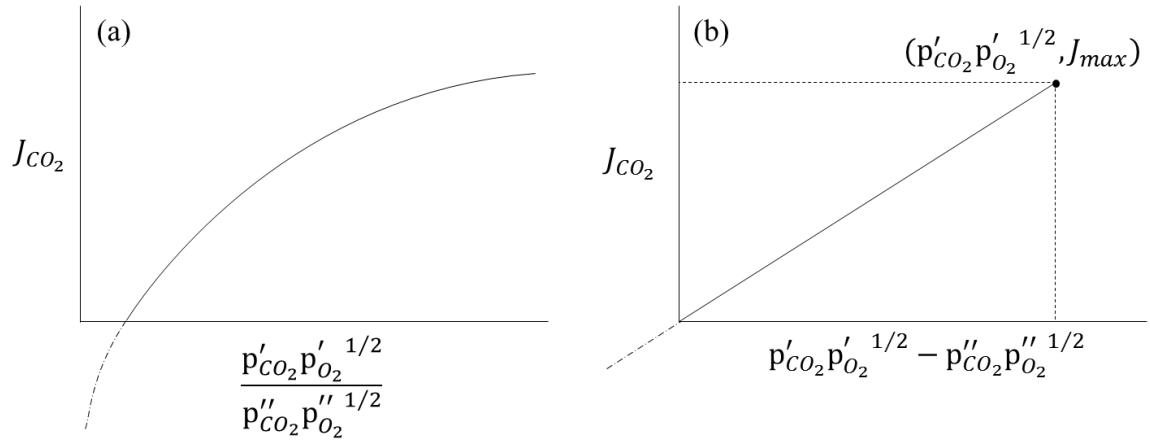 (a)
J_{CO_2}
\frac{p'_{CO_2} p'_{O_2}{}^{1/2}}{p''_{CO_2} p''_{O_2}{}^{1/2}}
(b)
(p'_{CO_2} p'_{O_2}{}^{1/2}, J_{max})
J_{CO_2}
p'_{CO_2} p'_{O_2}{}^{1/2} − p''_{CO_2} p''_{O_2}{}^{1/2}